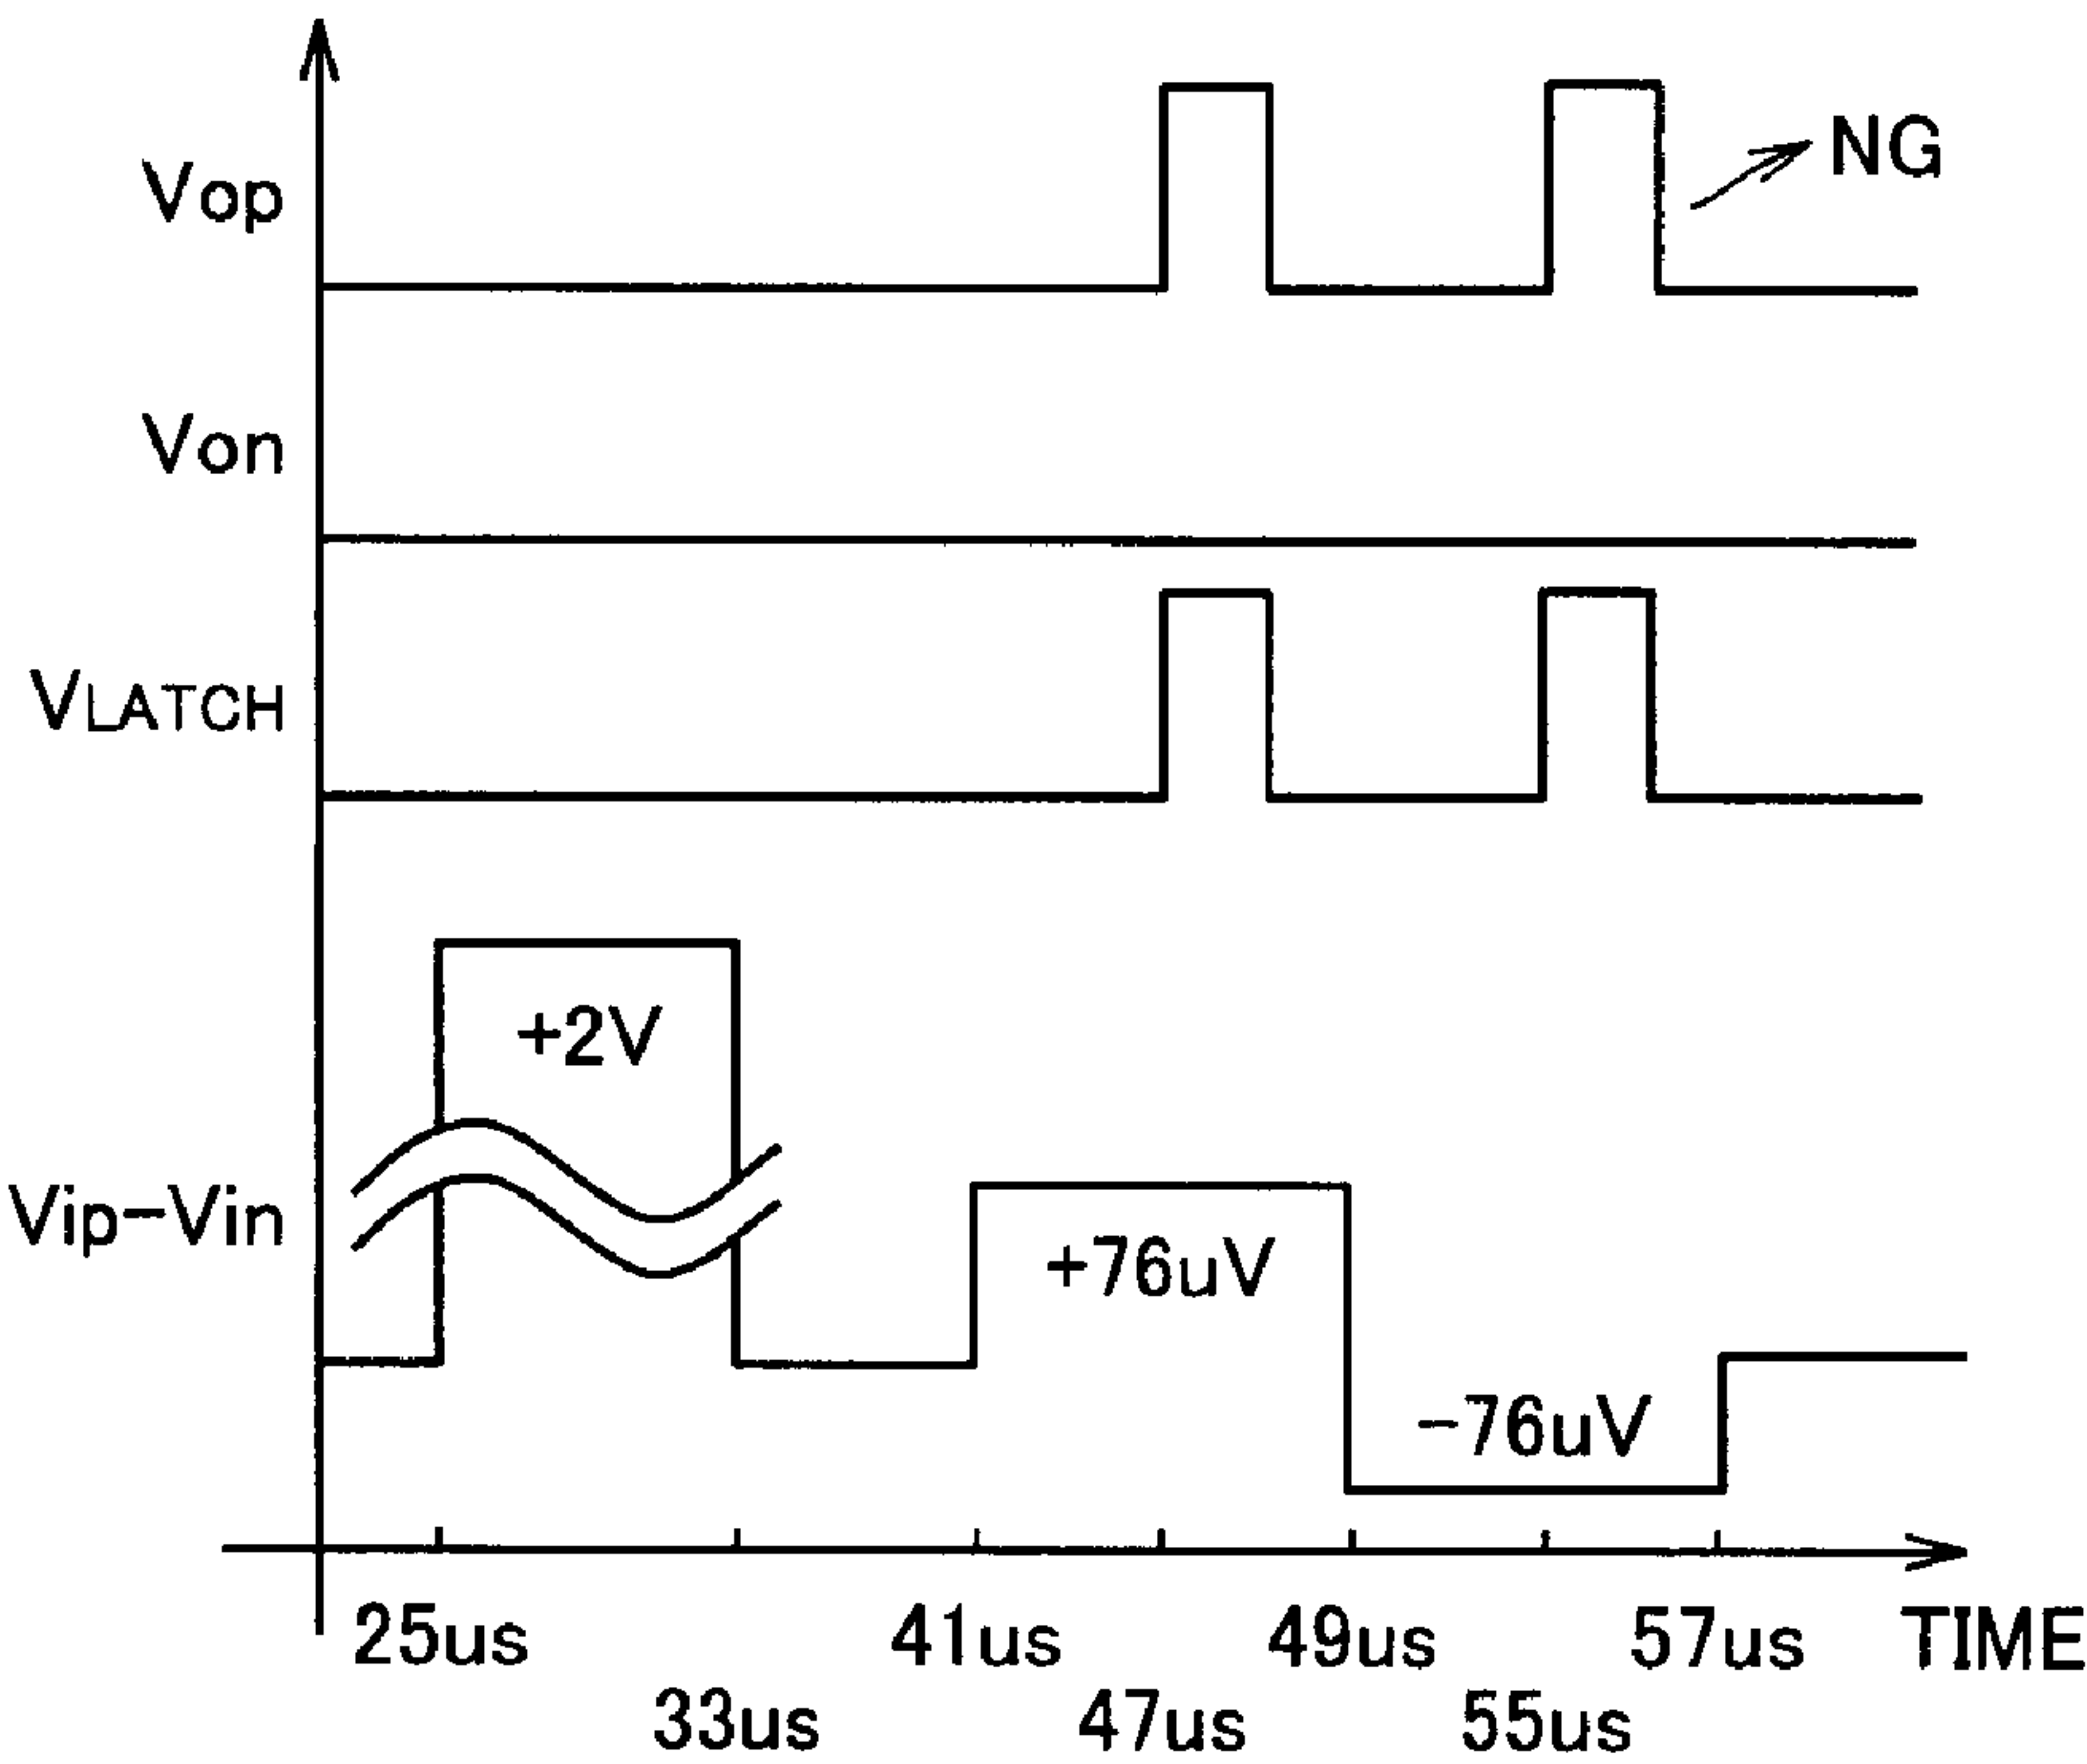 Vop
NG
Von
VLATCH
+2V
Vip-Vin
+76uV
-76uV
25us
41us
49us
57us
TIME
33us
47us
55us